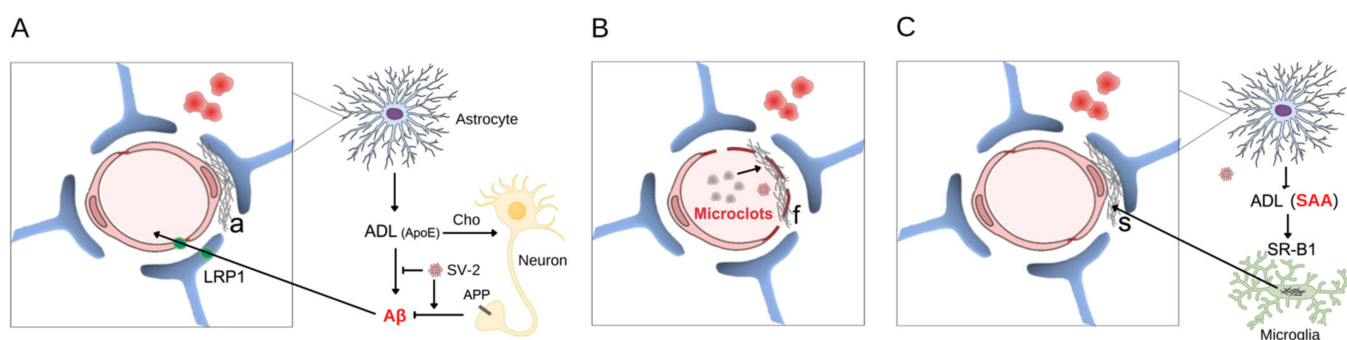 A
Astrocyte
a
LRP1
ADL (ApoE)
Cho
Neuron
SV-2
APP
Aβ
B
Microclots
f
C
s
ADL (SAA)
SR-B1
Microglia